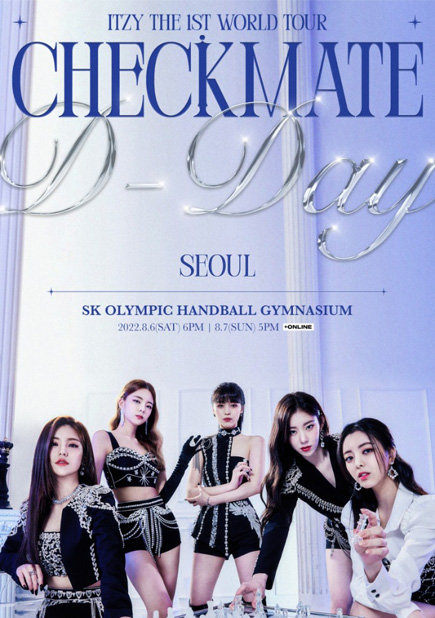 ITZY THE 1ST WORLD TOUR
CHECKMATE
D-Day
SEOUL
SK OLYMPIC HANDBALL GYMNASIUM
2022.8.6(SAT) 6PM | 8.7(SUN) 5PM +ONLINE